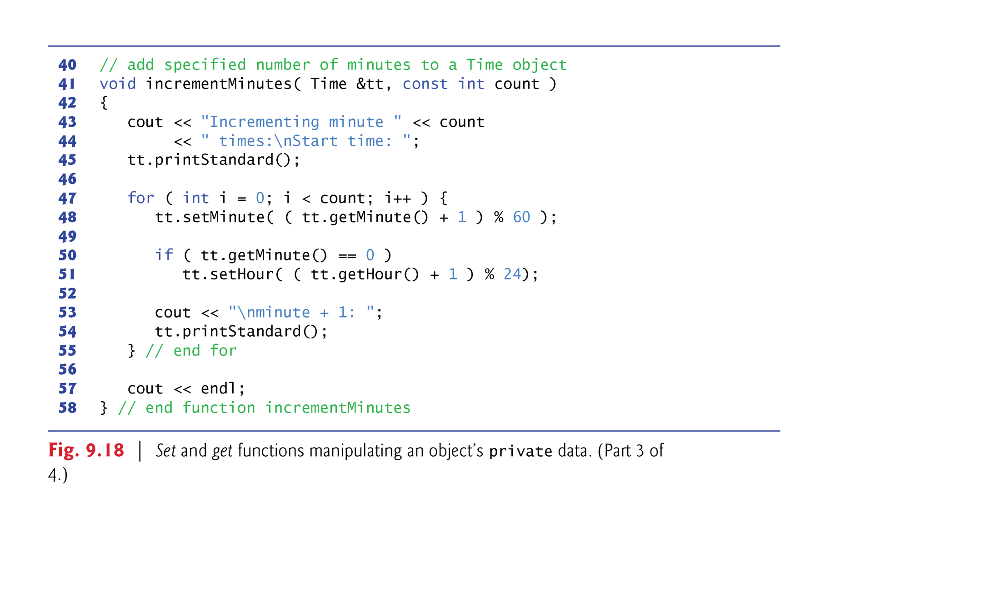 40 // add specified number of minutes to a Time object
41 void incrementMinutes( Time &tt, const int count )
42 {
43    cout << "Incrementing minute " << count
44         << " times:\nStart time: ";
45    tt.printStandard();
46
47    for ( int i = 0; i < count; i++ ) {
48       tt.setMinute( ( tt.getMinute() + 1 ) % 60 );
49
50       if ( tt.getMinute() == 0 )
51          tt.setHour( ( tt.getHour() + 1 ) % 24);
52
53       cout << "\nminute + 1: ";
54       tt.printStandard();
55    } // end for
56
57    cout << endl;
58 } // end function incrementMinutes
Fig. 9.18 | Set and get functions manipulating an object’s private data. (Part 3 of
4.)